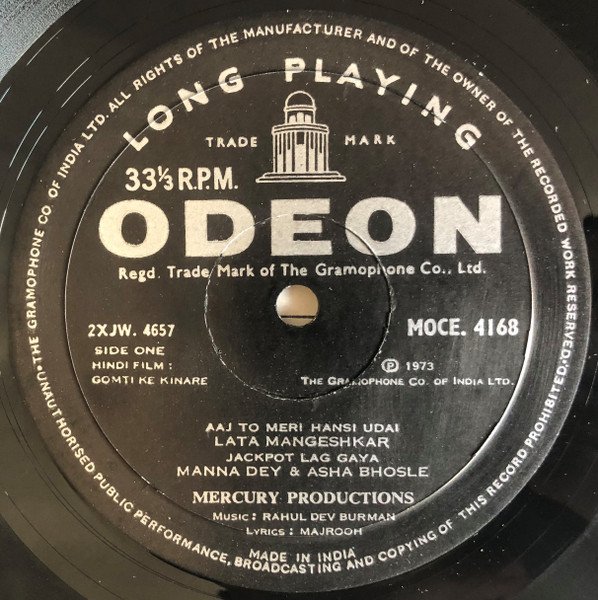 THE GRAMOPHONE CO. OF INDIA LTD. ALL RIGHTS OF THE MANUFACTURER AND OF THE OWNER OF THE RECORDED WORK RESERVED.
UNAUTHORISED PUBLIC PERFORMANCE, BROADCASTING AND COPYING OF THIS RECORD PROHIBITED.
LONG PLAYING
TRADE MARK
33⅓ R.P.M.
ODEON
Regd. Trade Mark of The Gramophone Co., Ltd.
2XJW. 4657 MOCE. 4168
SIDE ONE
HINDI FILM : ℗ 1973
GOMTI KE KINARE THE GRAMOPHONE CO. OF INDIA LTD.
AAJ TO MERI HANSI UDAI
LATA MANGESHKAR
JACKPOT LAG GAYA
MANNA DEY & ASHA BHOSLE
MERCURY PRODUCTIONS
Music : RAHUL DEV BURMAN
LYRICS : MAJROOH
MADE IN INDIA